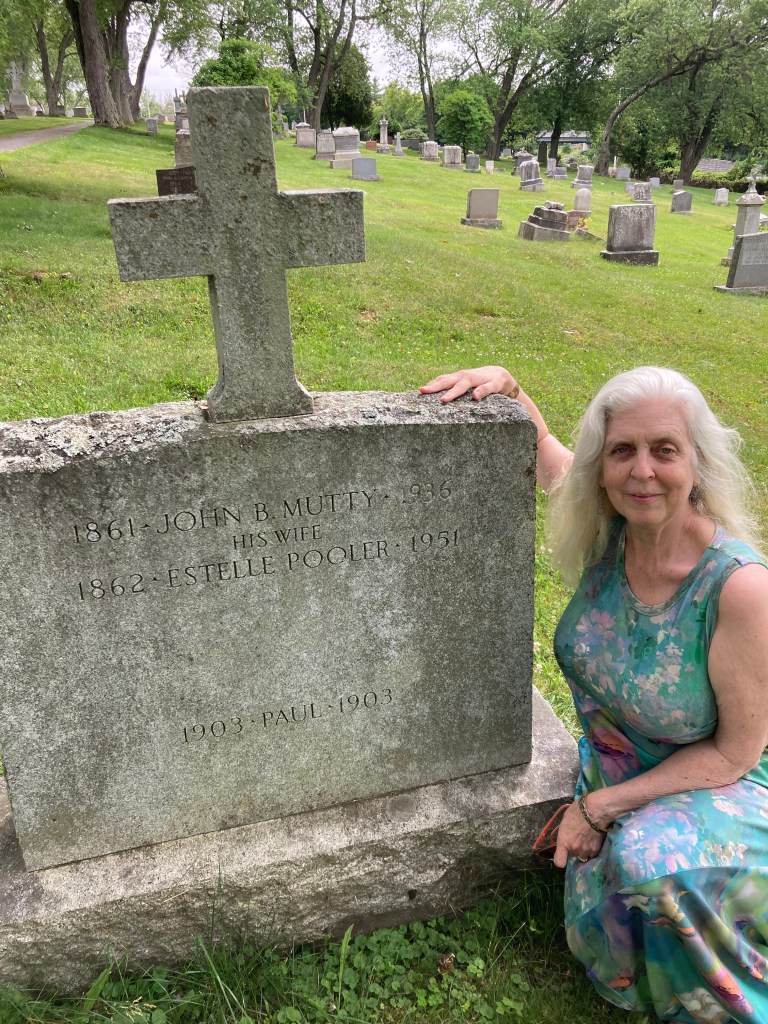 1861 · JOHN B. MUTTY · 1936
HIS WIFE
1862 · ESTELLE POOLER · 1951
1903 · PAUL · 1903